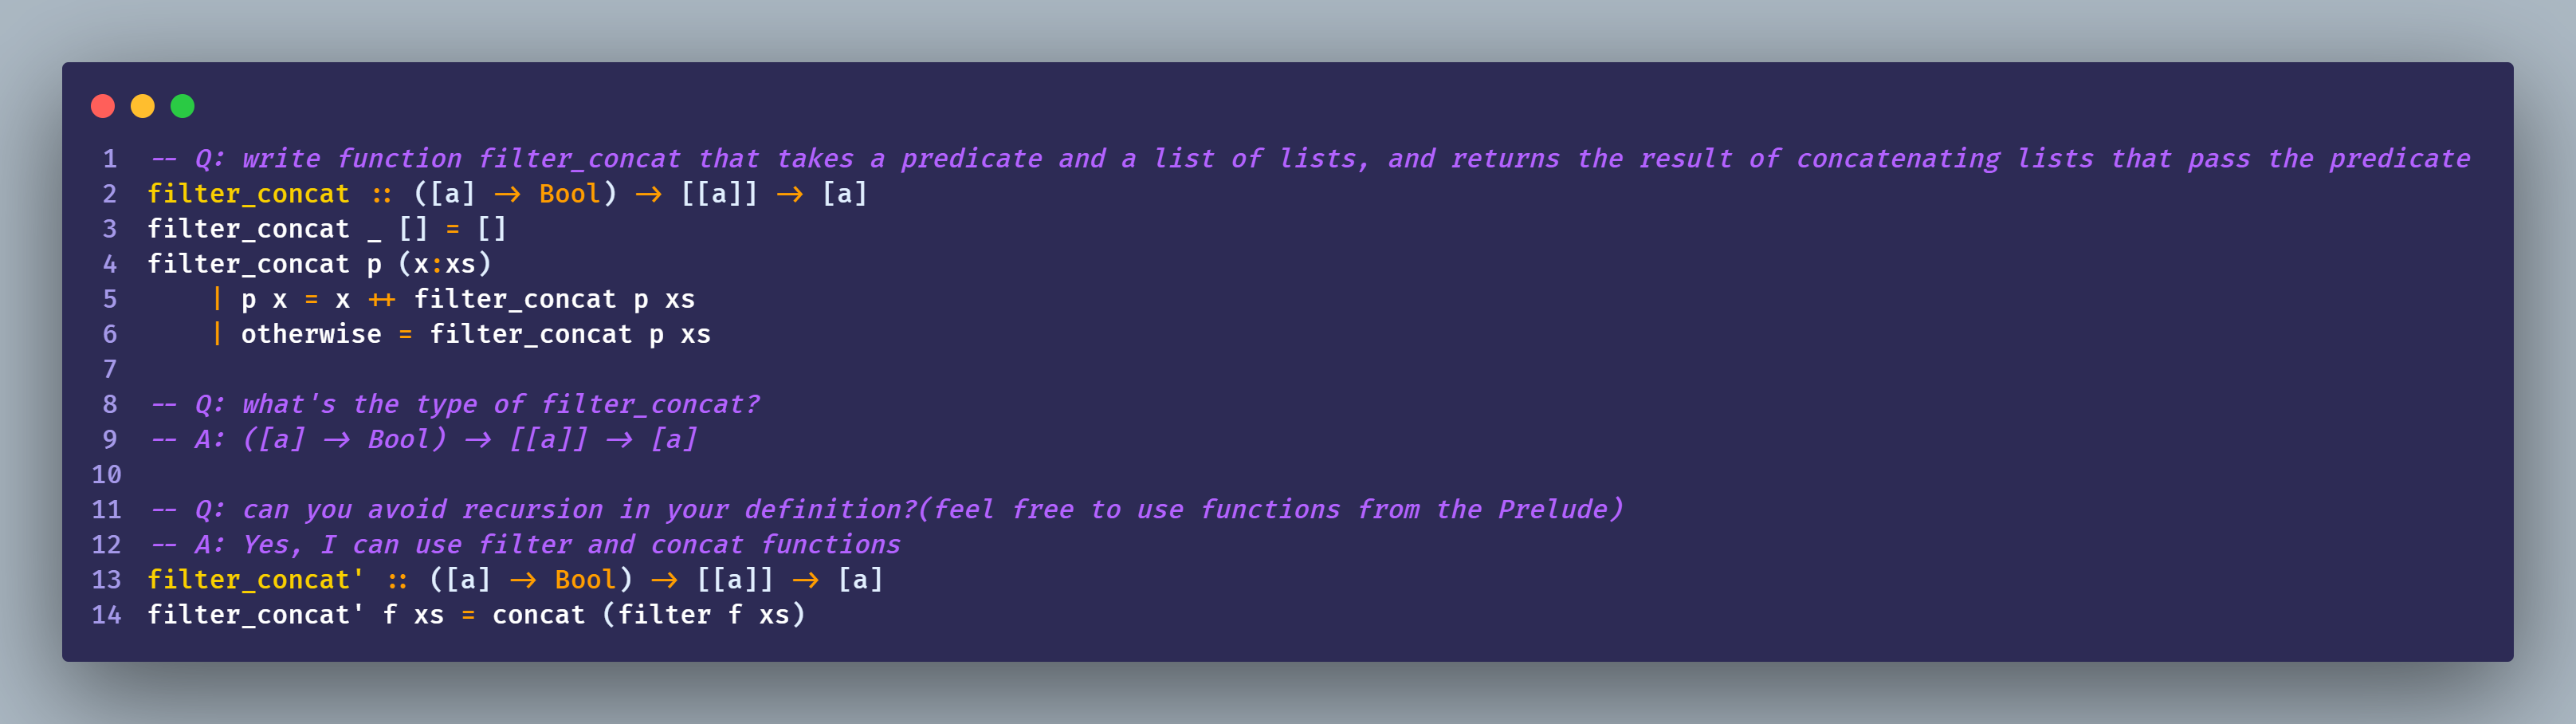 1 -- Q: write function filter_concat that takes a predicate and a list of lists, and returns the result of concatenating lists that pass the predicate
2 filter_concat :: ([a] -> Bool) -> [[a]] -> [a]
3 filter_concat _ [] = []
4 filter_concat p (x:xs)
5     | p x = x ++ filter_concat p xs
6     | otherwise = filter_concat p xs
7
8 -- Q: what's the type of filter_concat?
9 -- A: ([a] -> Bool) -> [[a]] -> [a]
10
11 -- Q: can you avoid recursion in your definition?(feel free to use functions from the Prelude)
12 -- A: Yes, I can use filter and concat functions
13 filter_concat' :: ([a] -> Bool) -> [[a]] -> [a]
14 filter_concat' f xs = concat (filter f xs)